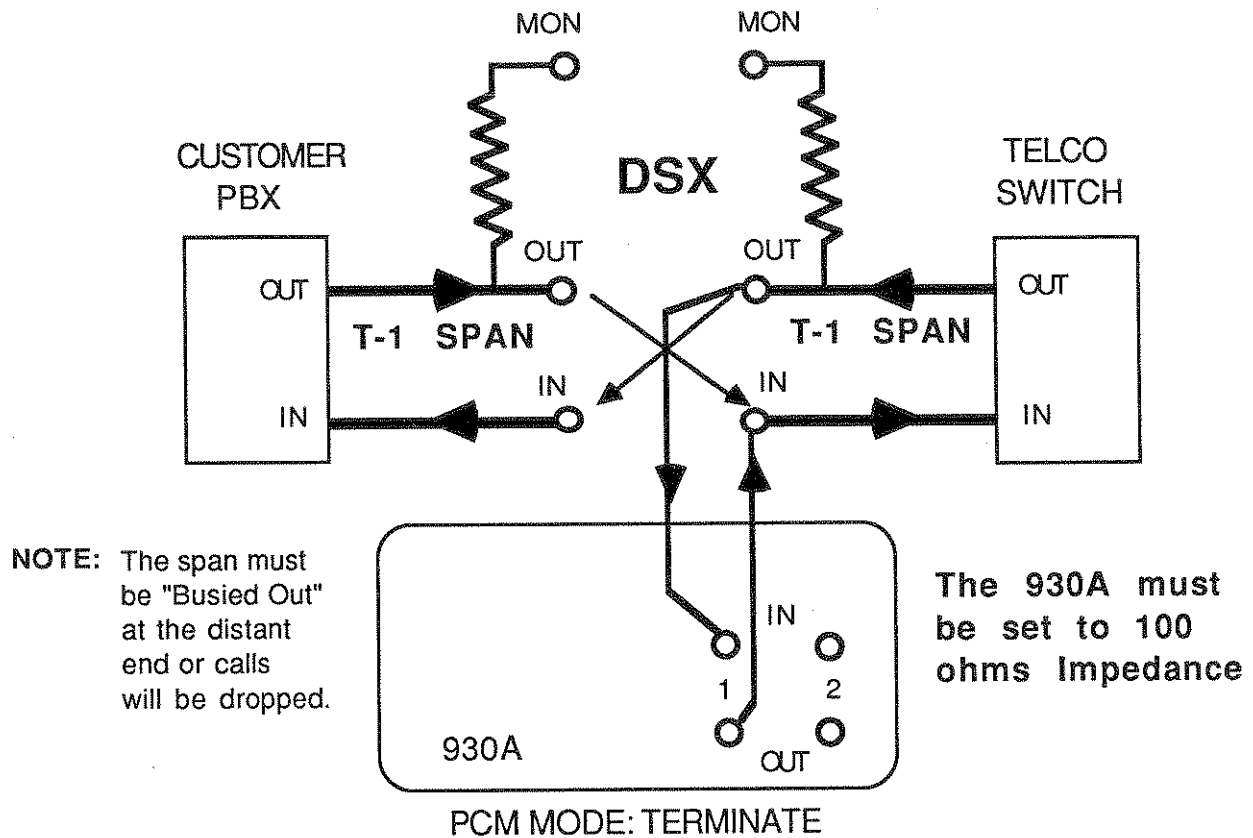 MON
MON
CUSTOMER
PBX
DSX
TELCO
SWITCH
OUT
OUT
OUT
OUT
T-1 SPAN
T-1 SPAN
IN
IN
IN
IN
NOTE: The span must
be "Busied Out"
at the distant
end or calls
will be dropped.
IN
1
2
OUT
930A
The 930A must
be set to 100
ohms Impedance
PCM MODE: TERMINATE